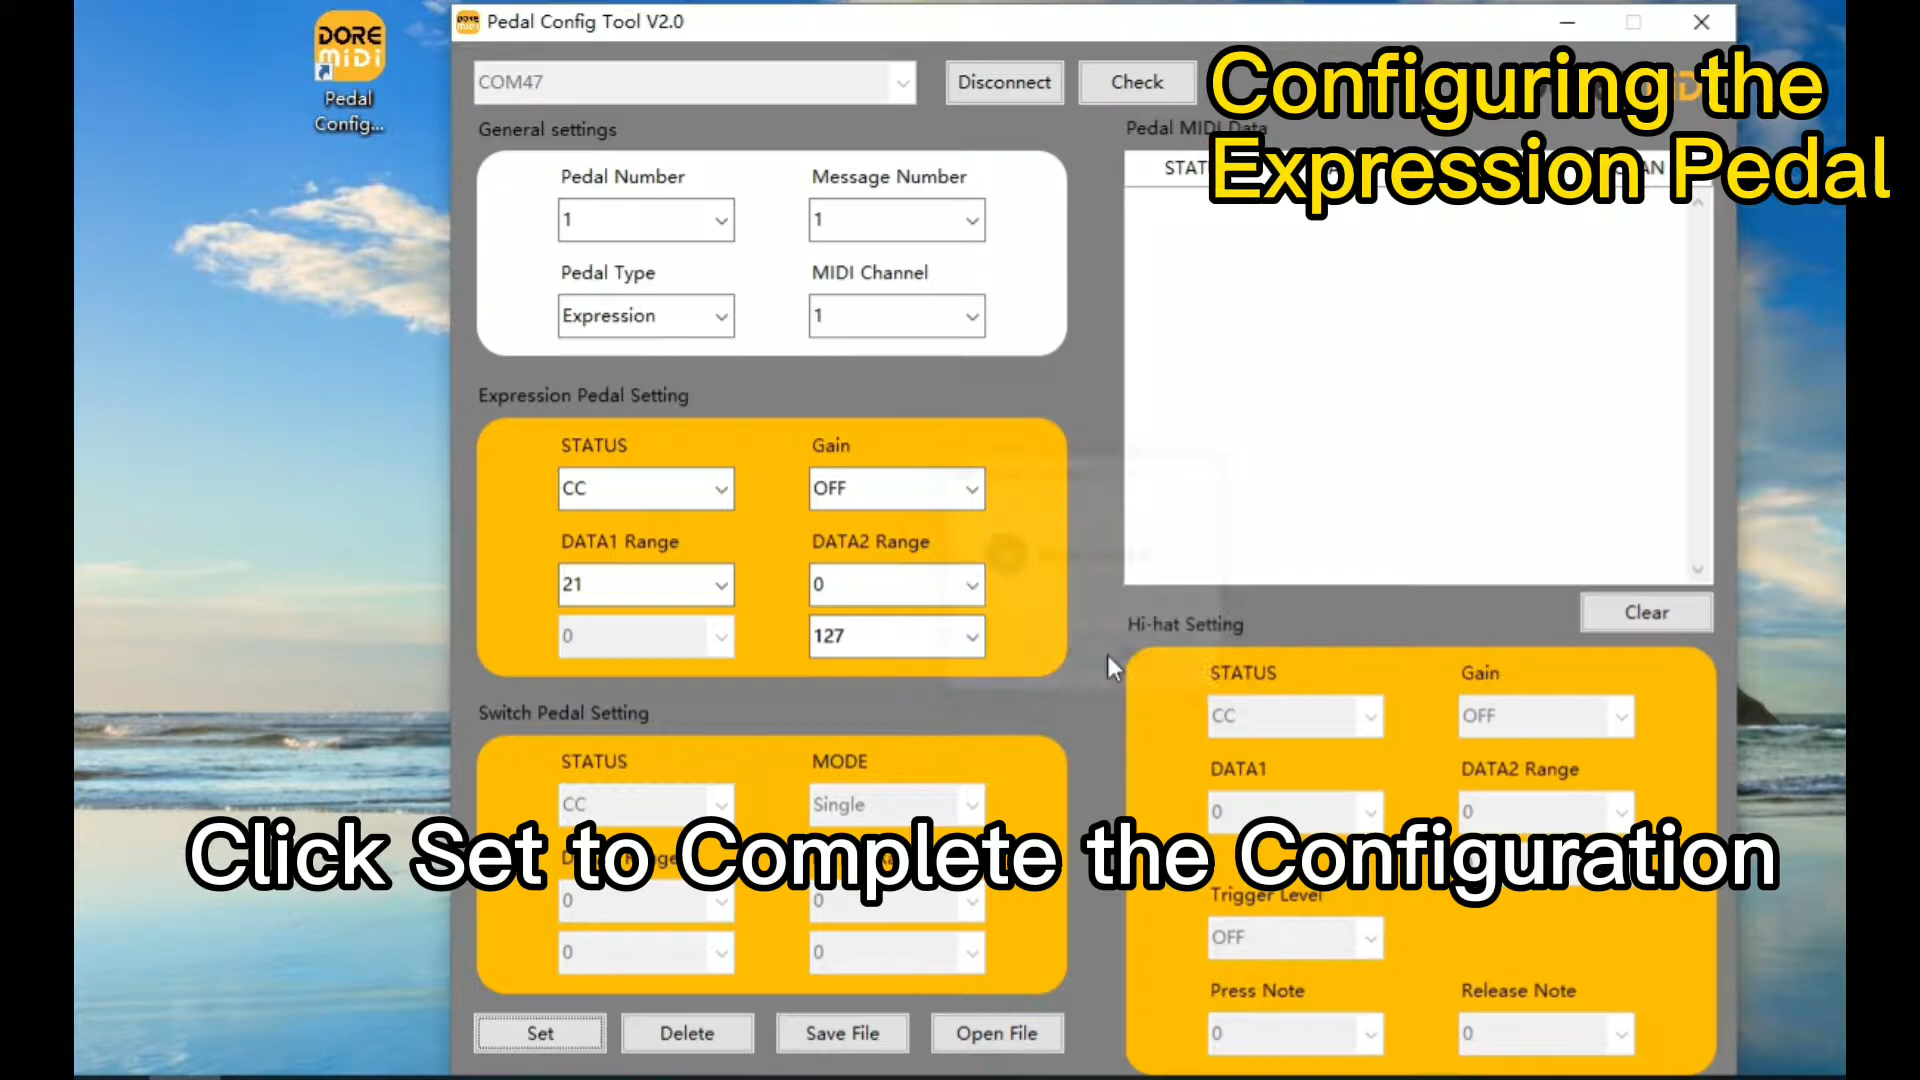 DORE
MiDi
Pedal
Config...
Pedal Config Tool V2.0
COM47
Disconnect
Check
Configuring the
Expression Pedal
General settings
Pedal Number
Message Number
1
1
Pedal Type
MIDI Channel
Expression
1
Pedal MIDI Data
Expression Pedal Setting
STATUS
Gain
CC
OFF
DATA1 Range
DATA2 Range
21
0
0
127
Clear
Hi-hat Setting
STATUS
Gain
CC
OFF
DATA1
DATA2 Range
0
0
Switch Pedal Setting
STATUS
MODE
CC
Single
Click Set to Complete the Configuration
0
0
0
0
Trigger Level
OFF
Press Note
Release Note
0
0
Set
Delete
Save File
Open File